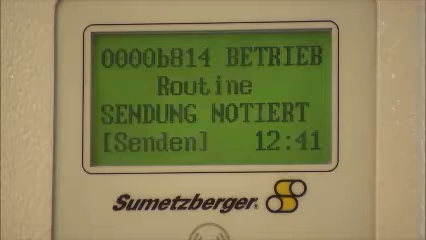 0000b814 BETRIEB
Routine
SENDUNG NOTIERT
[Senden] 12:41
Sumetzberger